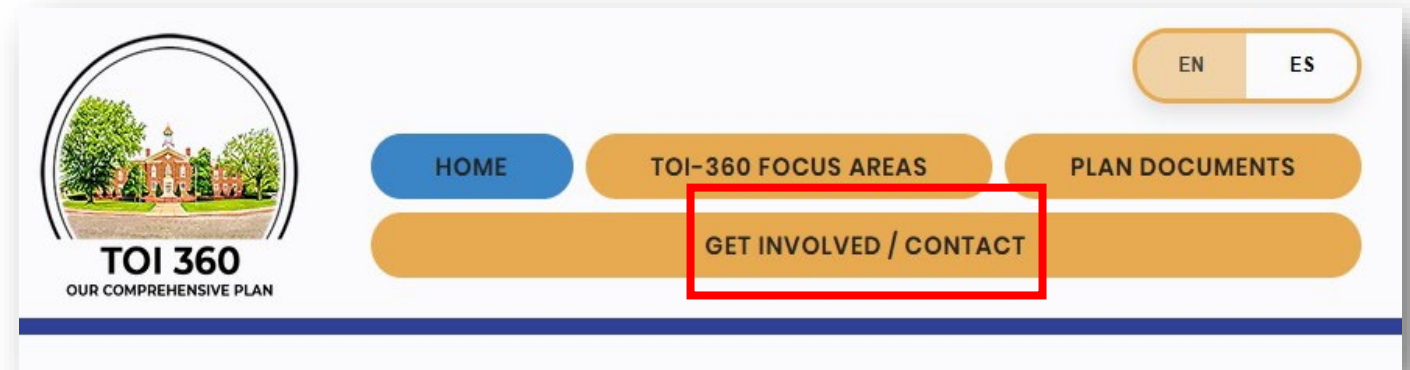 EN ES
HOME TOI-360 FOCUS AREAS PLAN DOCUMENTS
GET INVOLVED / CONTACT
TOI 360
OUR COMPREHENSIVE PLAN